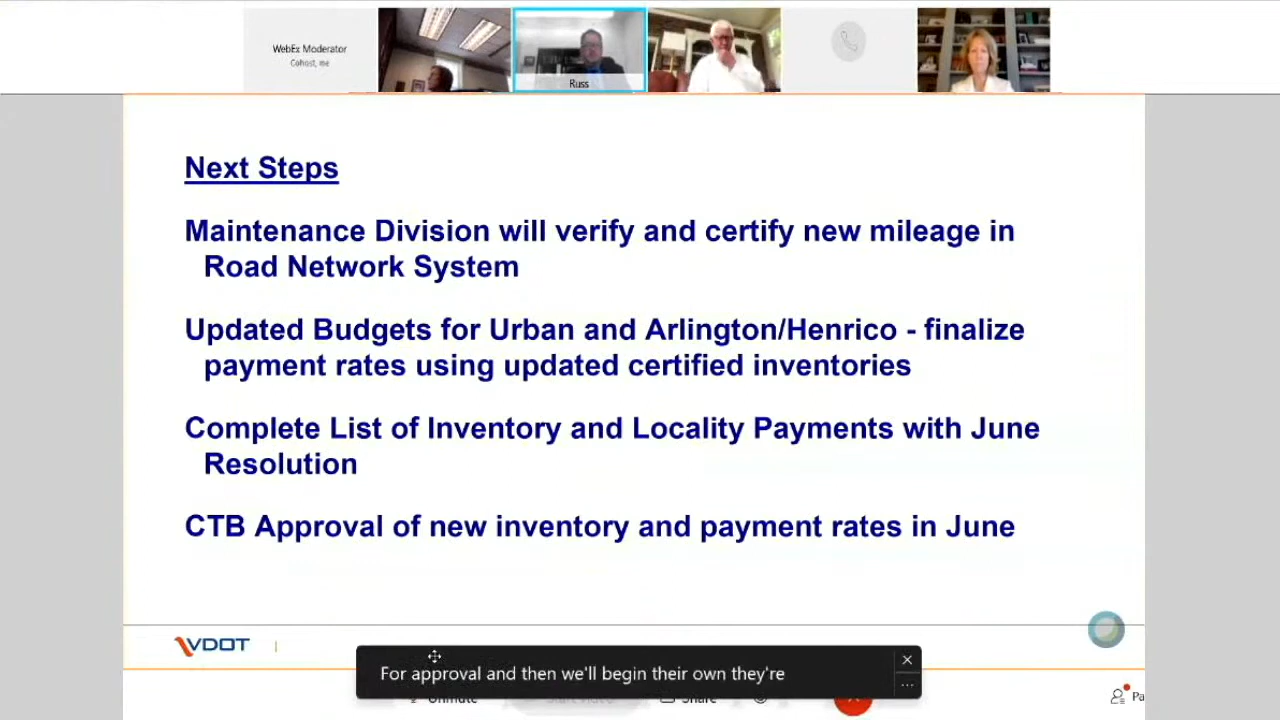 WebEx Moderator
Cohost, me
Russ
Next Steps
Maintenance Division will verify and certify new mileage in
Road Network System
Updated Budgets for Urban and Arlington/Henrico - finalize
payment rates using updated certified inventories
Complete List of Inventory and Locality Payments with June
Resolution
CTB Approval of new inventory and payment rates in June
VDOT
For approval and then we'll begin their own they're
Unmute
Start video
Share
Pa